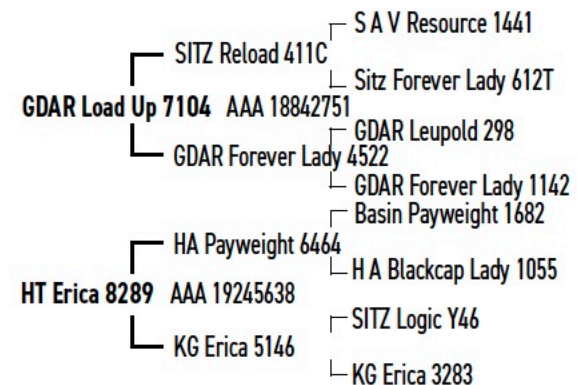 S A V Resource 1441
SITZ Reload 411C
Sitz Forever Lady 612T
GDAR Load Up 7104 AAA 18842751
GDAR Leupold 298
GDAR Forever Lady 4522
GDAR Forever Lady 1142
Basin Payweight 1682
HA Payweight 6464
H A Blackcap Lady 1055
HT Erica 8289 AAA 19245638
SITZ Logic Y46
KG Erica 5146
KG Erica 3283